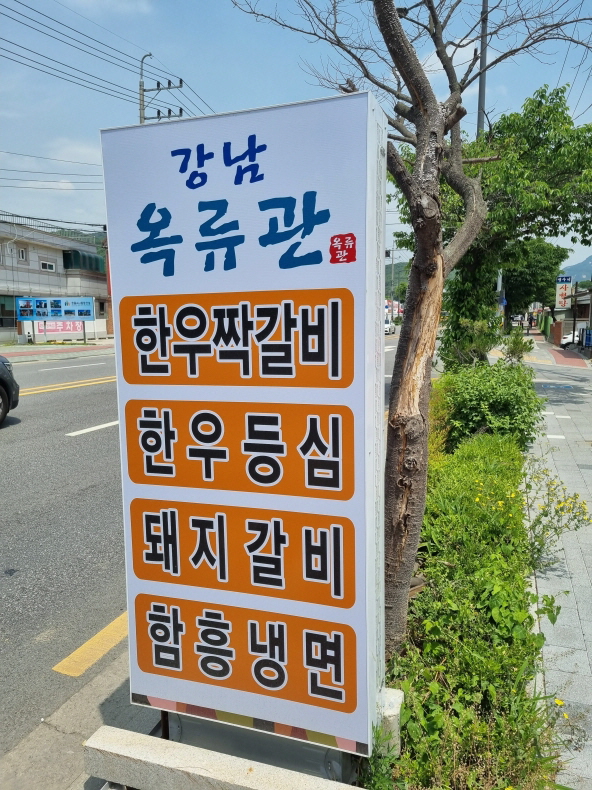 강남
옥류관
옥류
관
한우짝갈비
한우등심
돼지갈비
함흥냉면